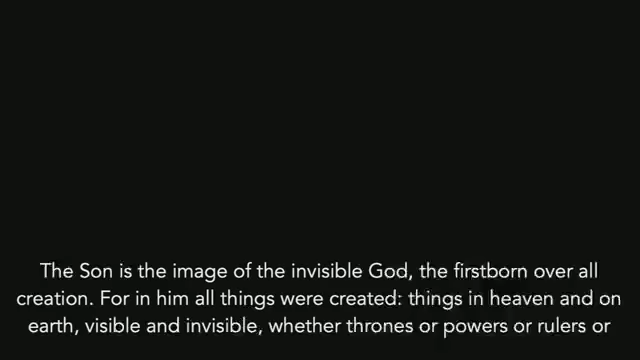 The Son is the image of the invisible God, the firstborn over all
creation. For in him all things were created: things in heaven and on
earth, visible and invisible, whether thrones or powers or rulers or